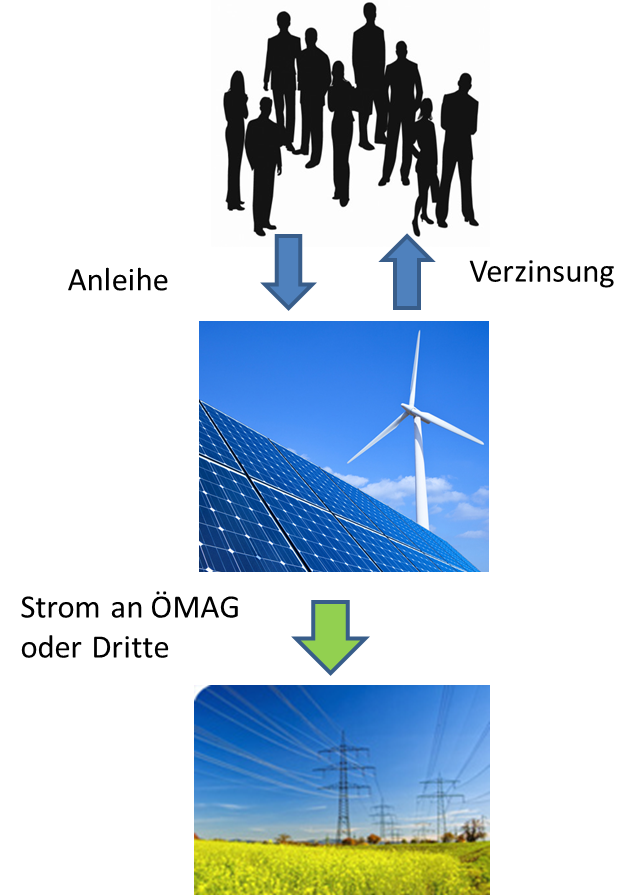 Anleihe
Verzinsung
Strom an ÖMAG
oder Dritte